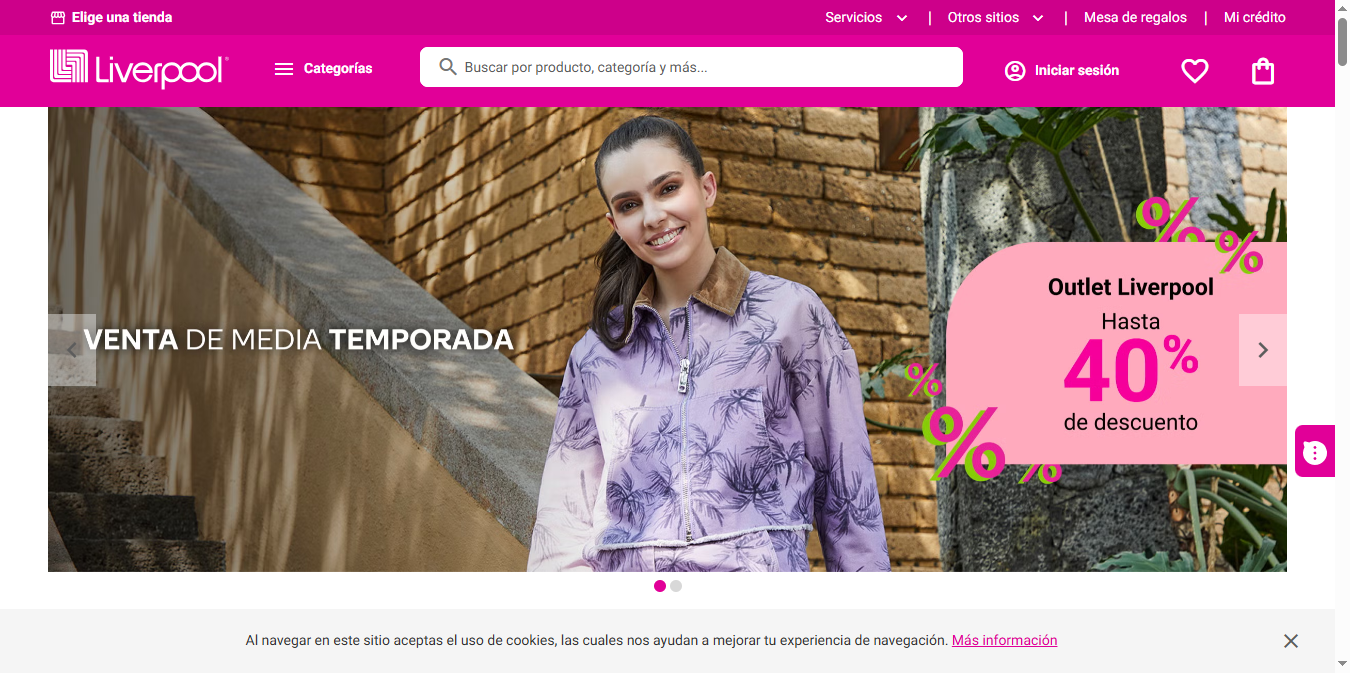 Elige una tienda
Servicios | Otros sitios | Mesa de regalos | Mi crédito
Liverpool
Categorías
Buscar por producto, categoría y más...
Iniciar sesión
VENTA DE MEDIA TEMPORADA
% %
Outlet Liverpool
Hasta
40%
de descuento
% % %
Al navegar en este sitio aceptas el uso de cookies, las cuales nos ayudan a mejorar tu experiencia de navegación. Más información